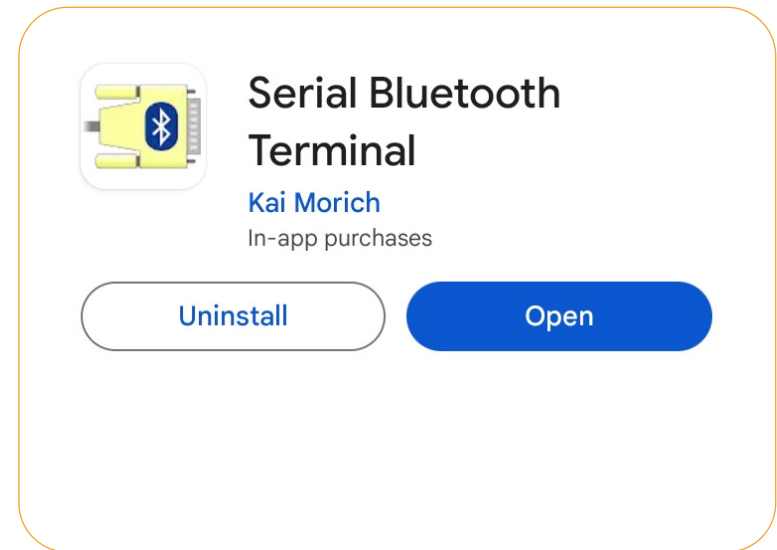 Serial Bluetooth
Terminal
Kai Morich
In-app purchases
Uninstall
Open